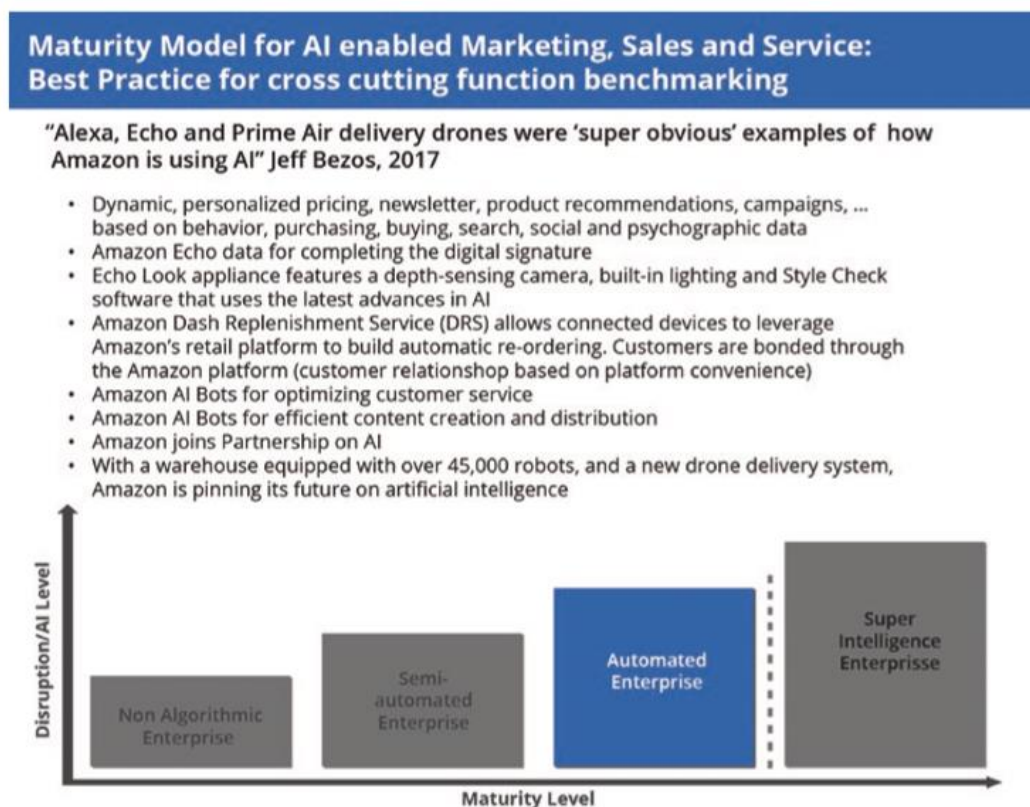 Maturity Model for AI enabled Marketing, Sales and Service:
Best Practice for cross cutting function benchmarking
“Alexa, Echo and Prime Air delivery drones were ‘super obvious’ examples of how
Amazon is using AI” Jeff Bezos, 2017
• Dynamic, personalized pricing, newsletter, product recommendations, campaigns, ...
based on behavior, purchasing, buying, search, social and psychographic data
• Amazon Echo data for completing the digital signature
• Echo Look appliance features a depth-sensing camera, built-in lighting and Style Check
software that uses the latest advances in AI
• Amazon Dash Replenishment Service (DRS) allows connected devices to leverage
Amazon’s retail platform to build automatic re-ordering. Customers are bonded through
the Amazon platform (customer relationshop based on platform convenience)
• Amazon AI Bots for optimizing customer service
• Amazon AI Bots for efficient content creation and distribution
• Amazon joins Partnership on AI
• With a warehouse equipped with over 45,000 robots, and a new drone delivery system,
Amazon is pinning its future on artificial intelligence
Disruption/AI Level
Non Algorithmic
Enterprise
Semi-
automated
Enterprise
Automated
Enterprise
Super
Intelligence
Enterprisse
Maturity Level